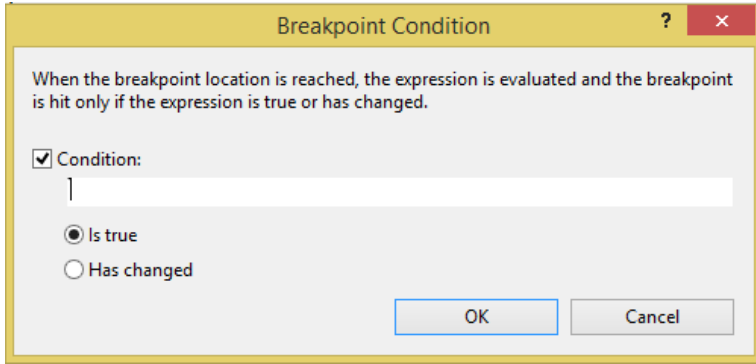 Breakpoint Condition
?
When the breakpoint location is reached, the expression is evaluated and the breakpoint
is hit only if the expression is true or has changed.
Condition:
Is true
Has changed
OK
Cancel